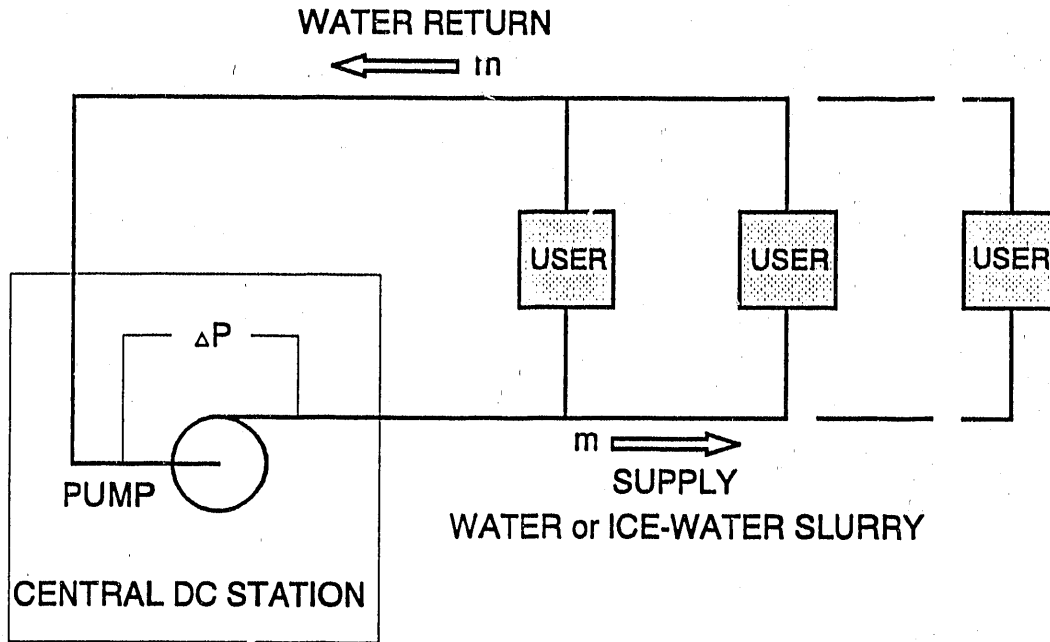 WATER RETURN
m
USER USER USER
ΔP
m
PUMP
SUPPLY
WATER or ICE-WATER SLURRY
CENTRAL DC STATION